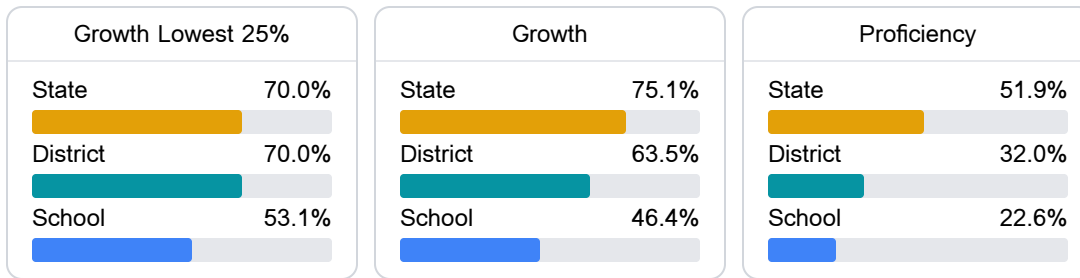 Growth Lowest 25%
State 70.0%
District 70.0%
School 53.1%
Growth
State 75.1%
District 63.5%
School 46.4%
Proficiency
State 51.9%
District 32.0%
School 22.6%